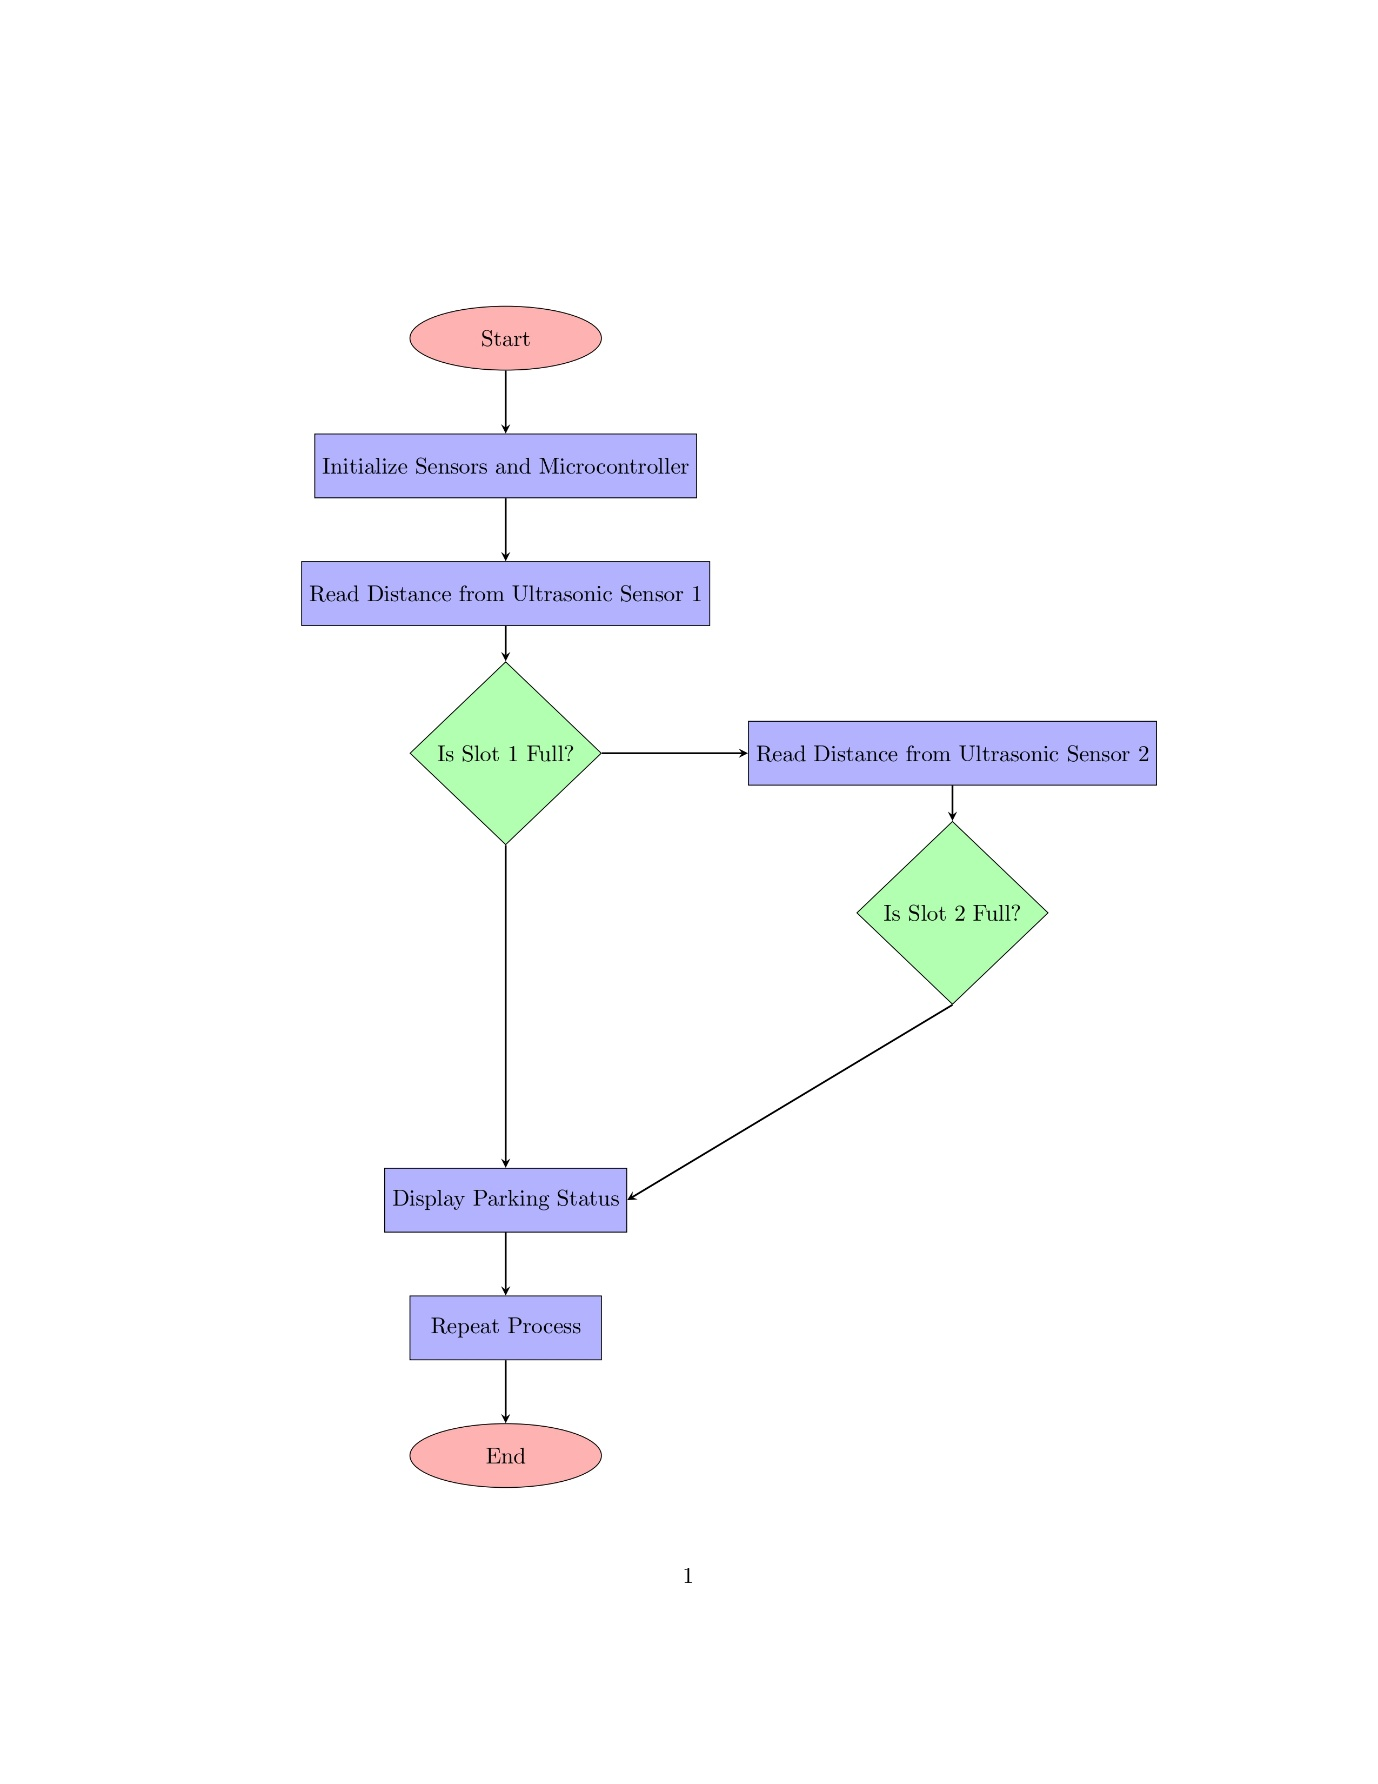 Start
Initialize Sensors and Microcontroller
Read Distance from Ultrasonic Sensor 1
Is Slot 1 Full?
Read Distance from Ultrasonic Sensor 2
Is Slot 2 Full?
Display Parking Status
Repeat Process
End
1